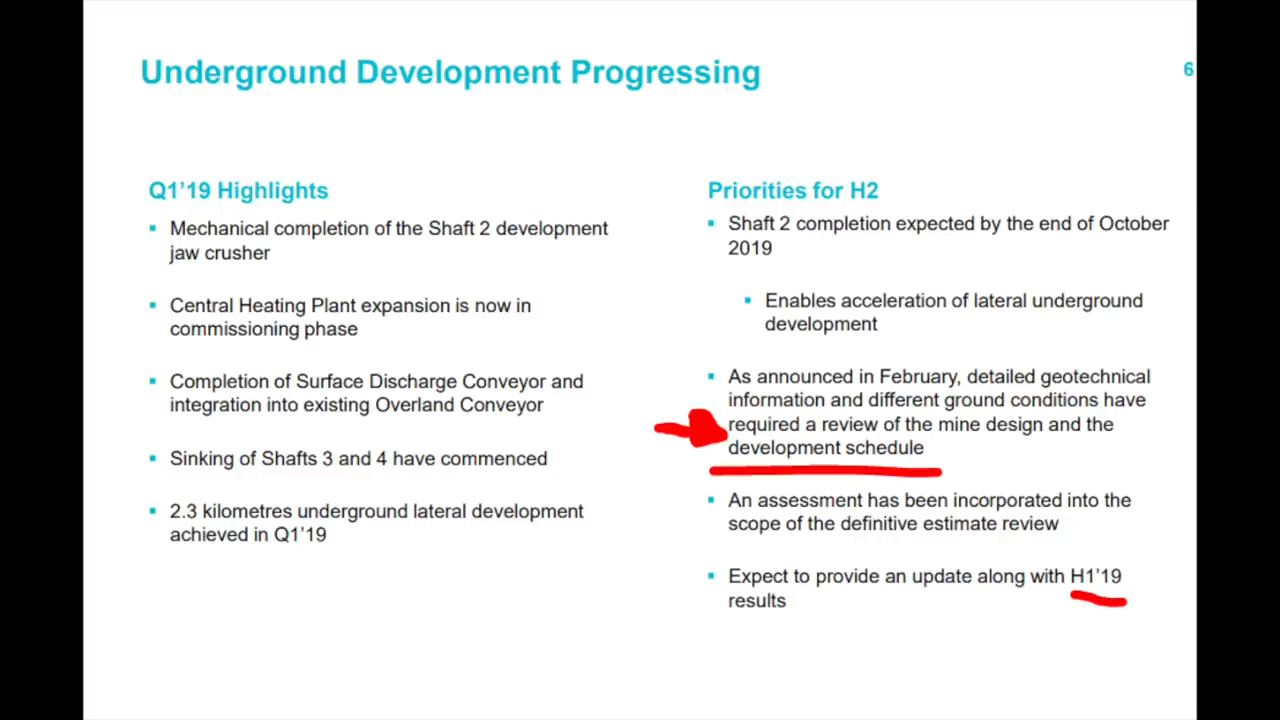 Underground Development Progressing
6
Q1’19 Highlights
▪ Mechanical completion of the Shaft 2 development
jaw crusher
▪ Central Heating Plant expansion is now in
commissioning phase
▪ Completion of Surface Discharge Conveyor and
integration into existing Overland Conveyor
▪ Sinking of Shafts 3 and 4 have commenced
▪ 2.3 kilometres underground lateral development
achieved in Q1’19
Priorities for H2
▪ Shaft 2 completion expected by the end of October
2019
▪ Enables acceleration of lateral underground
development
▪ As announced in February, detailed geotechnical
information and different ground conditions have
required a review of the mine design and the
development schedule
▪ An assessment has been incorporated into the
scope of the definitive estimate review
▪ Expect to provide an update along with H1’19
results